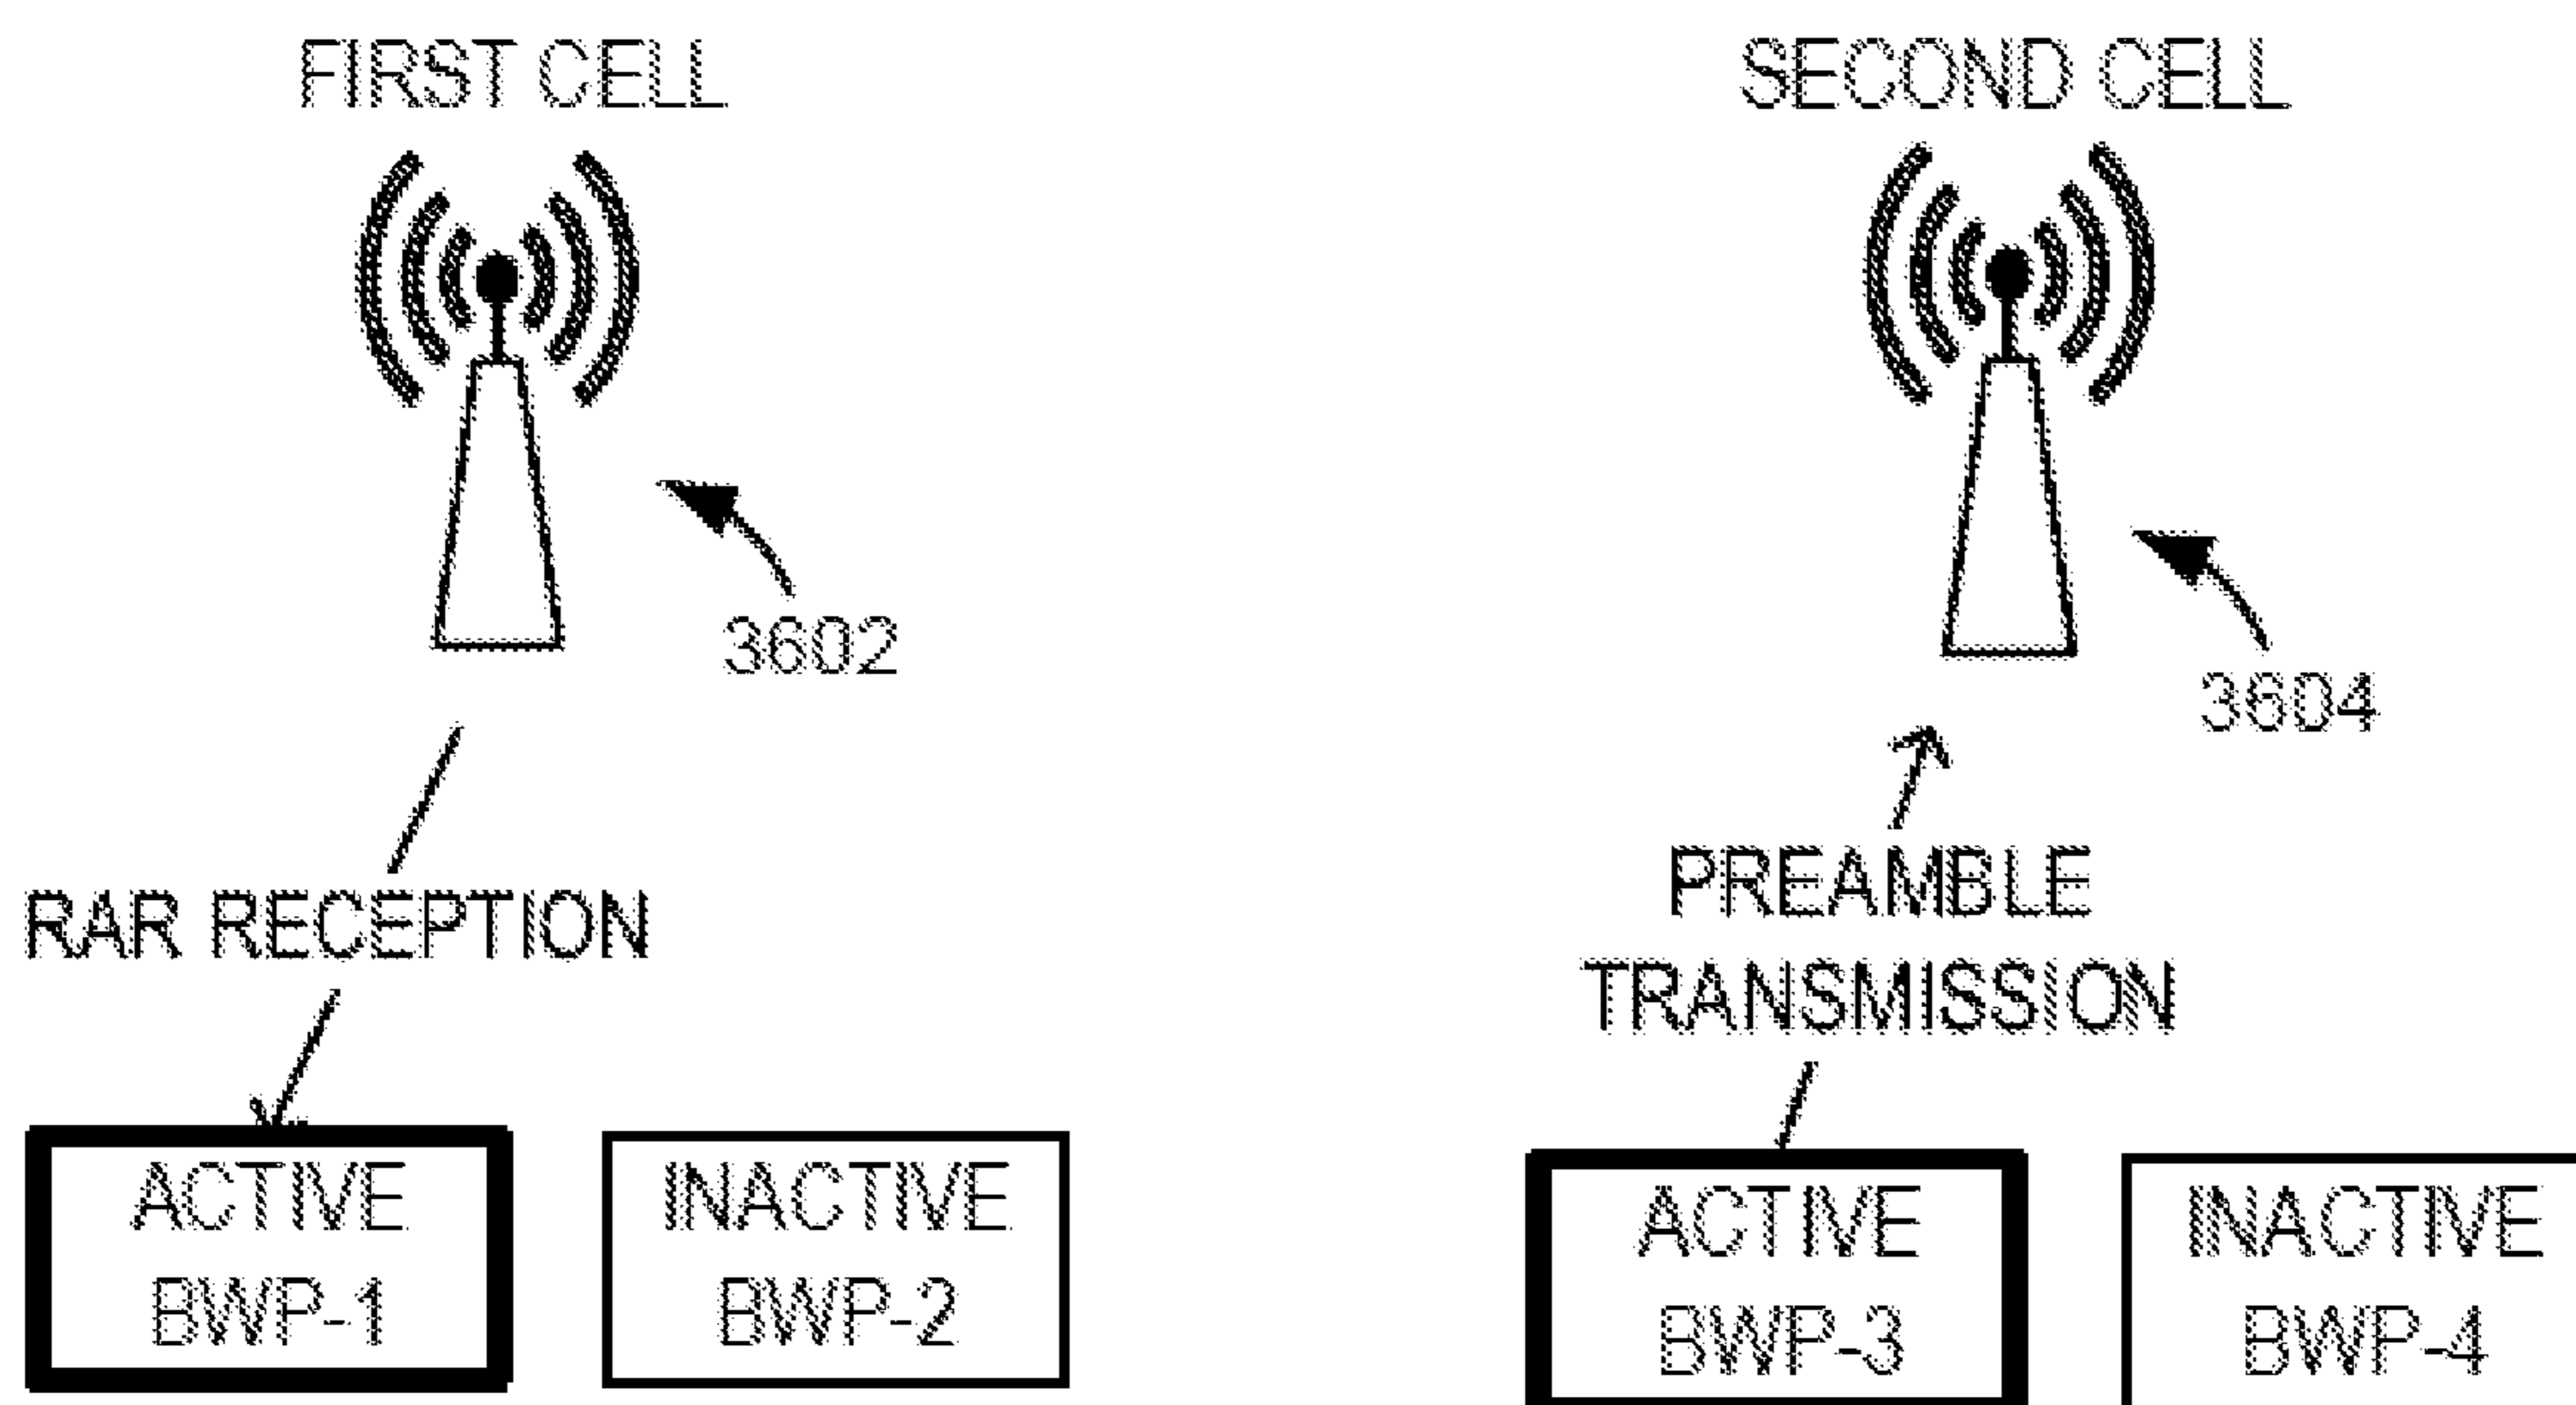 FIRST CELL
3602
RAR RECEPTION
ACTIVE
BWP-1
INACTIVE
BWP-2
SECOND CELL
3604
PREAMBLE
TRANSMISSION
ACTIVE
BWP-3
INACTIVE
BWP-4